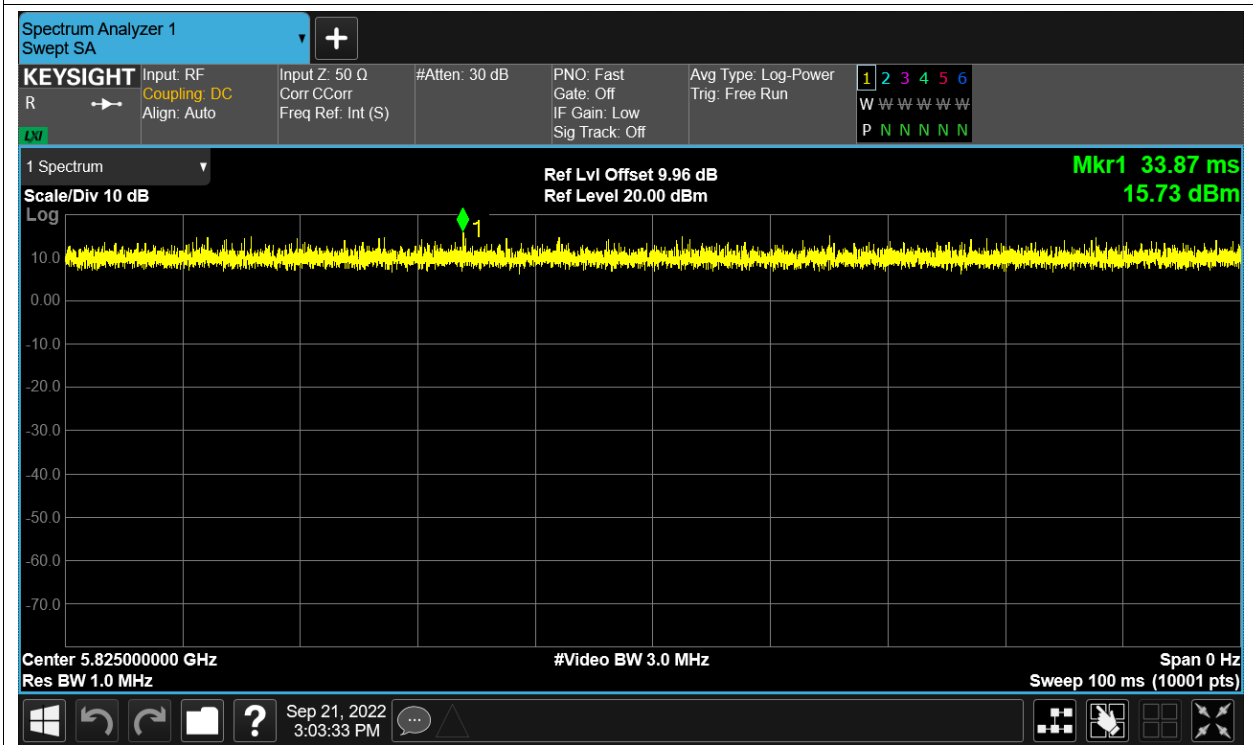 Spectrum Analyzer 1
Swept SA
+
KEYSIGHT
R
LXI
Input: RF
Coupling: DC
Align: Auto
Input Z: 50 Ω
Corr CCorr
Freq Ref: Int (S)
#Atten: 30 dB
PNO: Fast
Gate: Off
IF Gain: Low
Sig Track: Off
Avg Type: Log-Power
Trig: Free Run
1 2 3 4 5 6
W W W W W W
P N N N N N
1 Spectrum
Scale/Div 10 dB
Log
Ref Lvl Offset 9.96 dB
Ref Level 20.00 dBm
Mkr1 33.87 ms
15.73 dBm
1
10.0
0.00
-10.0
-20.0
-30.0
-40.0
-50.0
-60.0
-70.0
Center 5.825000000 GHz
Res BW 1.0 MHz
#Video BW 3.0 MHz
Span 0 Hz
Sweep 100 ms (10001 pts)
?
Sep 21, 2022
3:03:33 PM